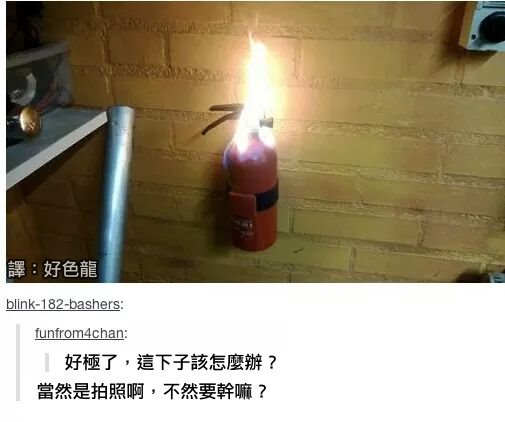 譯：好色龍
blink-182-bashers:
funfrom4chan:
好極了，這下子該怎麼辦？
當然是拍照啊，不然要幹嘛？